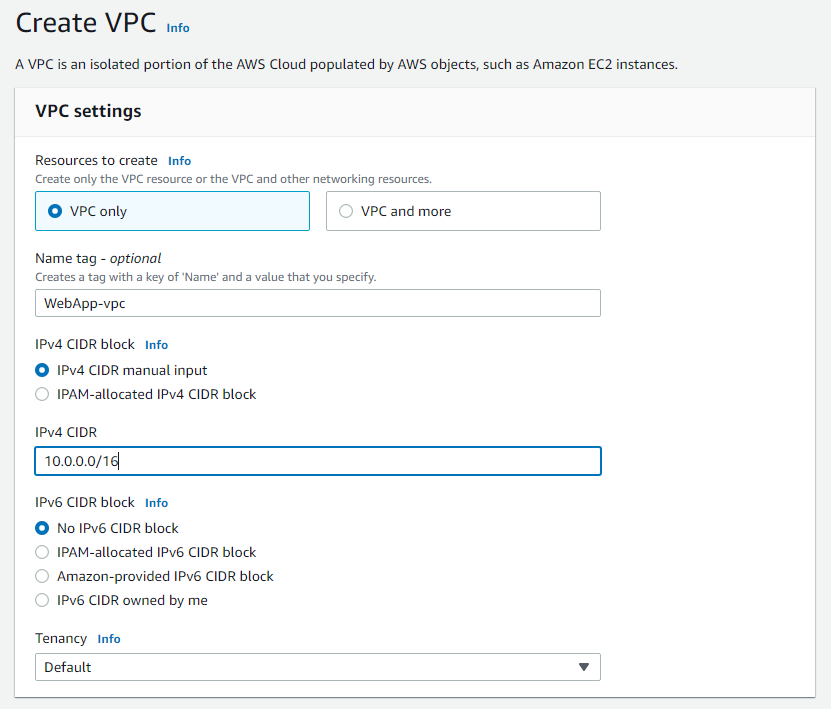 Create VPC Info
A VPC is an isolated portion of the AWS Cloud populated by AWS objects, such as Amazon EC2 instances.
VPC settings
Resources to create Info
Create only the VPC resource or the VPC and other networking resources.
VPC only VPC and more
Name tag - optional
Creates a tag with a key of 'Name' and a value that you specify.
WebApp-vpc
IPv4 CIDR block Info
IPv4 CIDR manual input
IPAM-allocated IPv4 CIDR block
IPv4 CIDR
10.0.0.0/16
IPv6 CIDR block Info
No IPv6 CIDR block
IPAM-allocated IPv6 CIDR block
Amazon-provided IPv6 CIDR block
IPv6 CIDR owned by me
Tenancy Info
Default